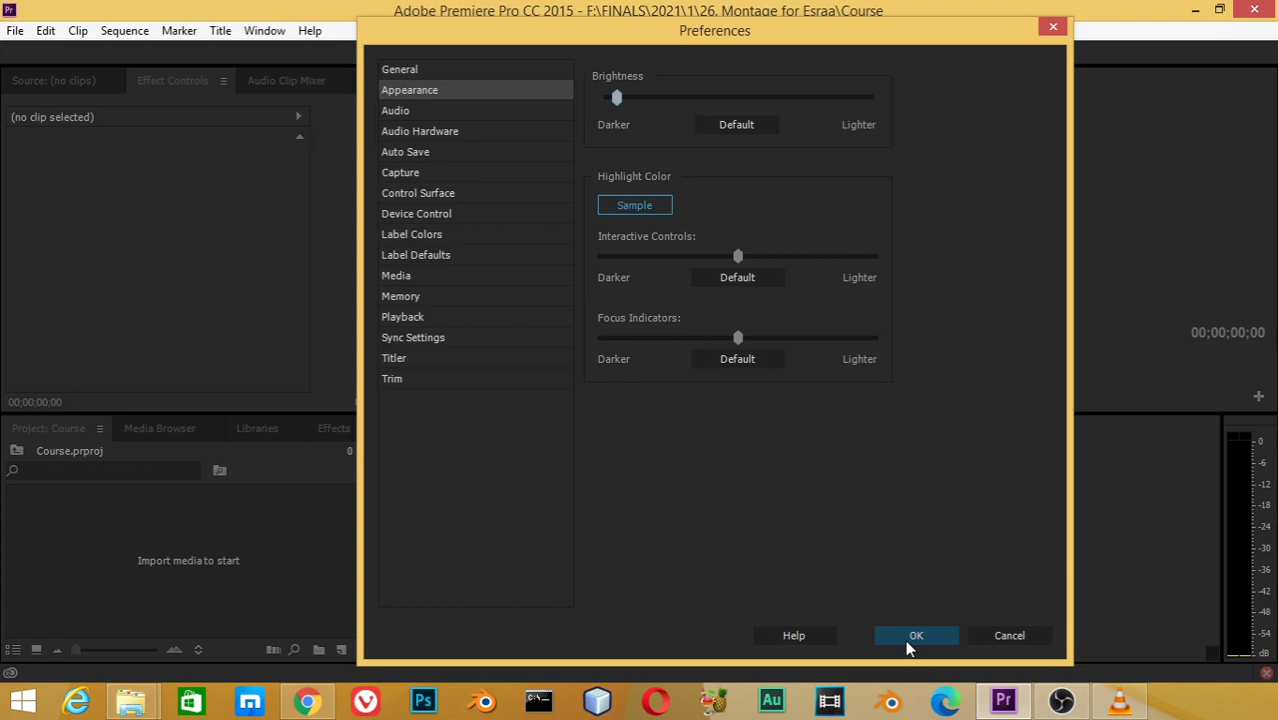 Pr
Adobe Premiere Pro CC 2015 - F:\FINALS\2021\1\26. Montage for Esraa\Course
File Edit Clip Sequence Marker Title Window Help
Preferences
Source: (no clips) Effect Controls Audio Clip Mixer
(no clip selected)
00;00;00;00
General
Appearance
Audio
Audio Hardware
Auto Save
Capture
Control Surface
Device Control
Label Colors
Label Defaults
Media
Memory
Playback
Sync Settings
Titler
Trim
Brightness
Darker Default Lighter
Highlight Color
Sample
Interactive Controls:
Darker Default Lighter
Focus Indicators:
Darker Default Lighter
Help OK Cancel
00;00;00;00
Project: Course Media Browser Libraries Effects
Course.prproj 0
Import media to start
0
-6
-12
-18
-24
-30
-36
-42
-48
-54
dB
Ps
Au
Pr